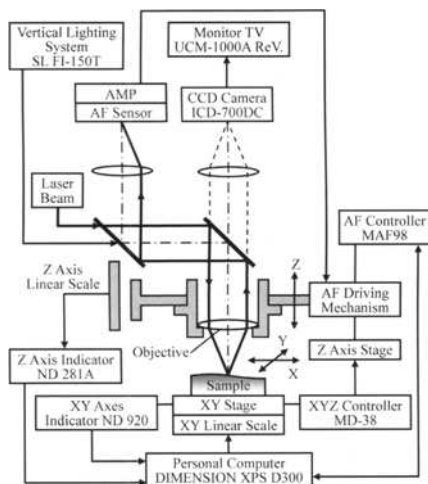 Vertical Lighting
System
SL FI-150T
Monitor TV
UCM-1000A ReV.
AMP
AF Sensor
CCD Camera
ICD-700DC
Laser
Beam
AF Controller
MAF98
Z Axis
Linear Scale
Z
AF Driving
Mechanism
Y
X
Objective
Z Axis Indicator
ND 281A
Z Axis Stage
Sample
XY Axes
Indicator ND 920
XY Stage
XY Linear Scale
XYZ Controller
MD-38
Personal Computer
DIMENSION XPS D300